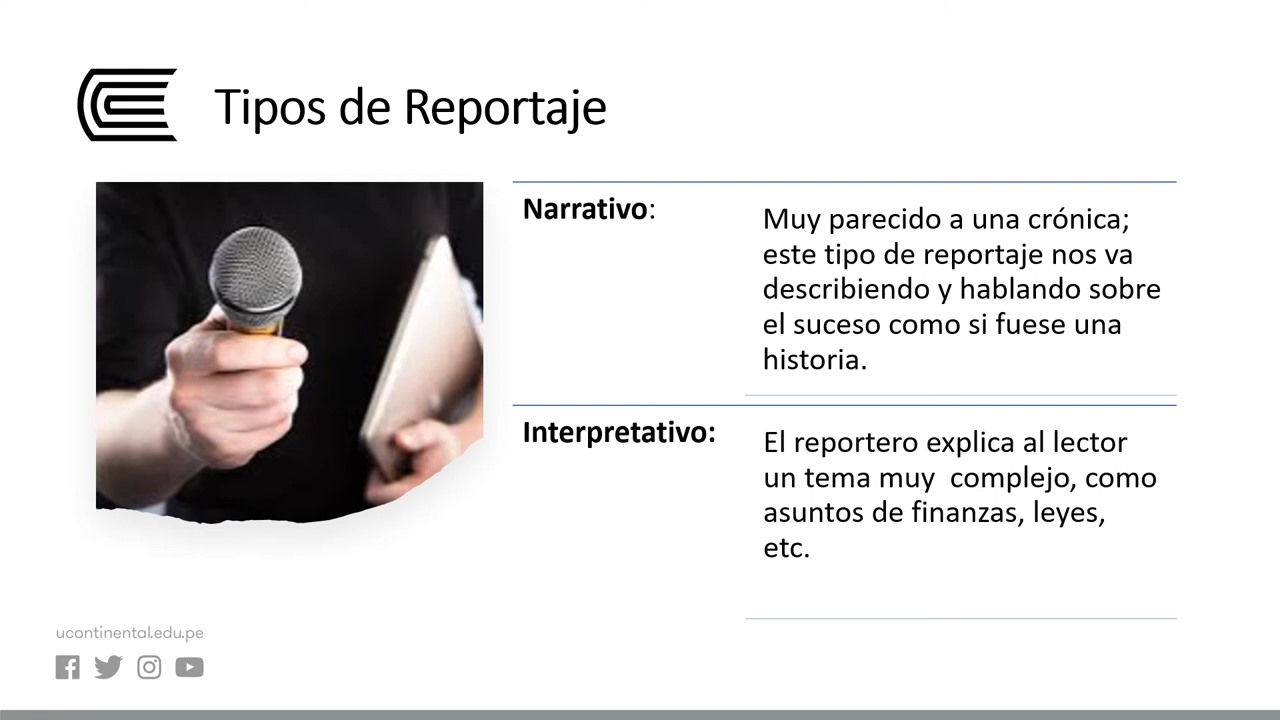 Tipos de Reportaje
Narrativo:
Muy parecido a una crónica;
este tipo de reportaje nos va
describiendo y hablando sobre
el suceso como si fuese una
historia.
Interpretativo:
El reportero explica al lector
un tema muy  complejo, como
asuntos de finanzas, leyes,
etc.
ucontinental.edu.pe